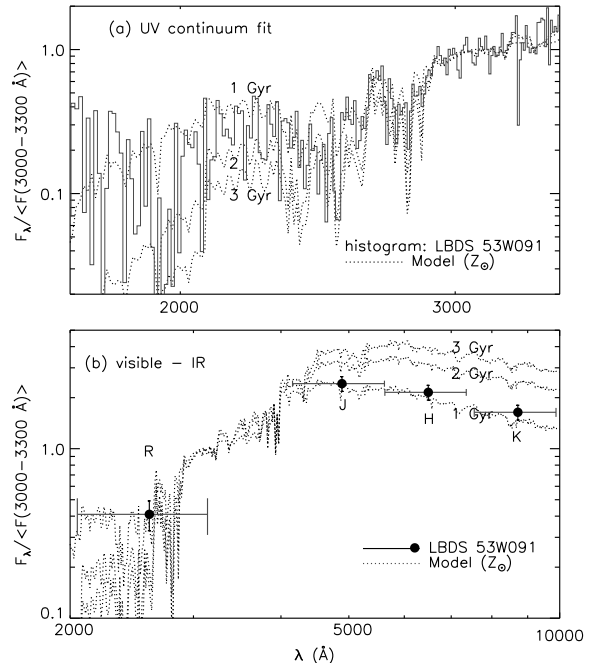 (a) UV continuum fit
1.0
1 Gyr
2
3 Gyr
0.1
histogram: LBDS 53W091
Model (Z⊙)
Fλ/<F(3000−3300 Å)>
2000
3000
(b) visible − IR
3 Gyr
2 Gyr
1 Gyr
R
J
H
K
1.0
LBDS 53W091
Model (Z⊙)
0.1
Fλ/<F(3000−3300 Å)>
2000
5000
10000
λ (Å)